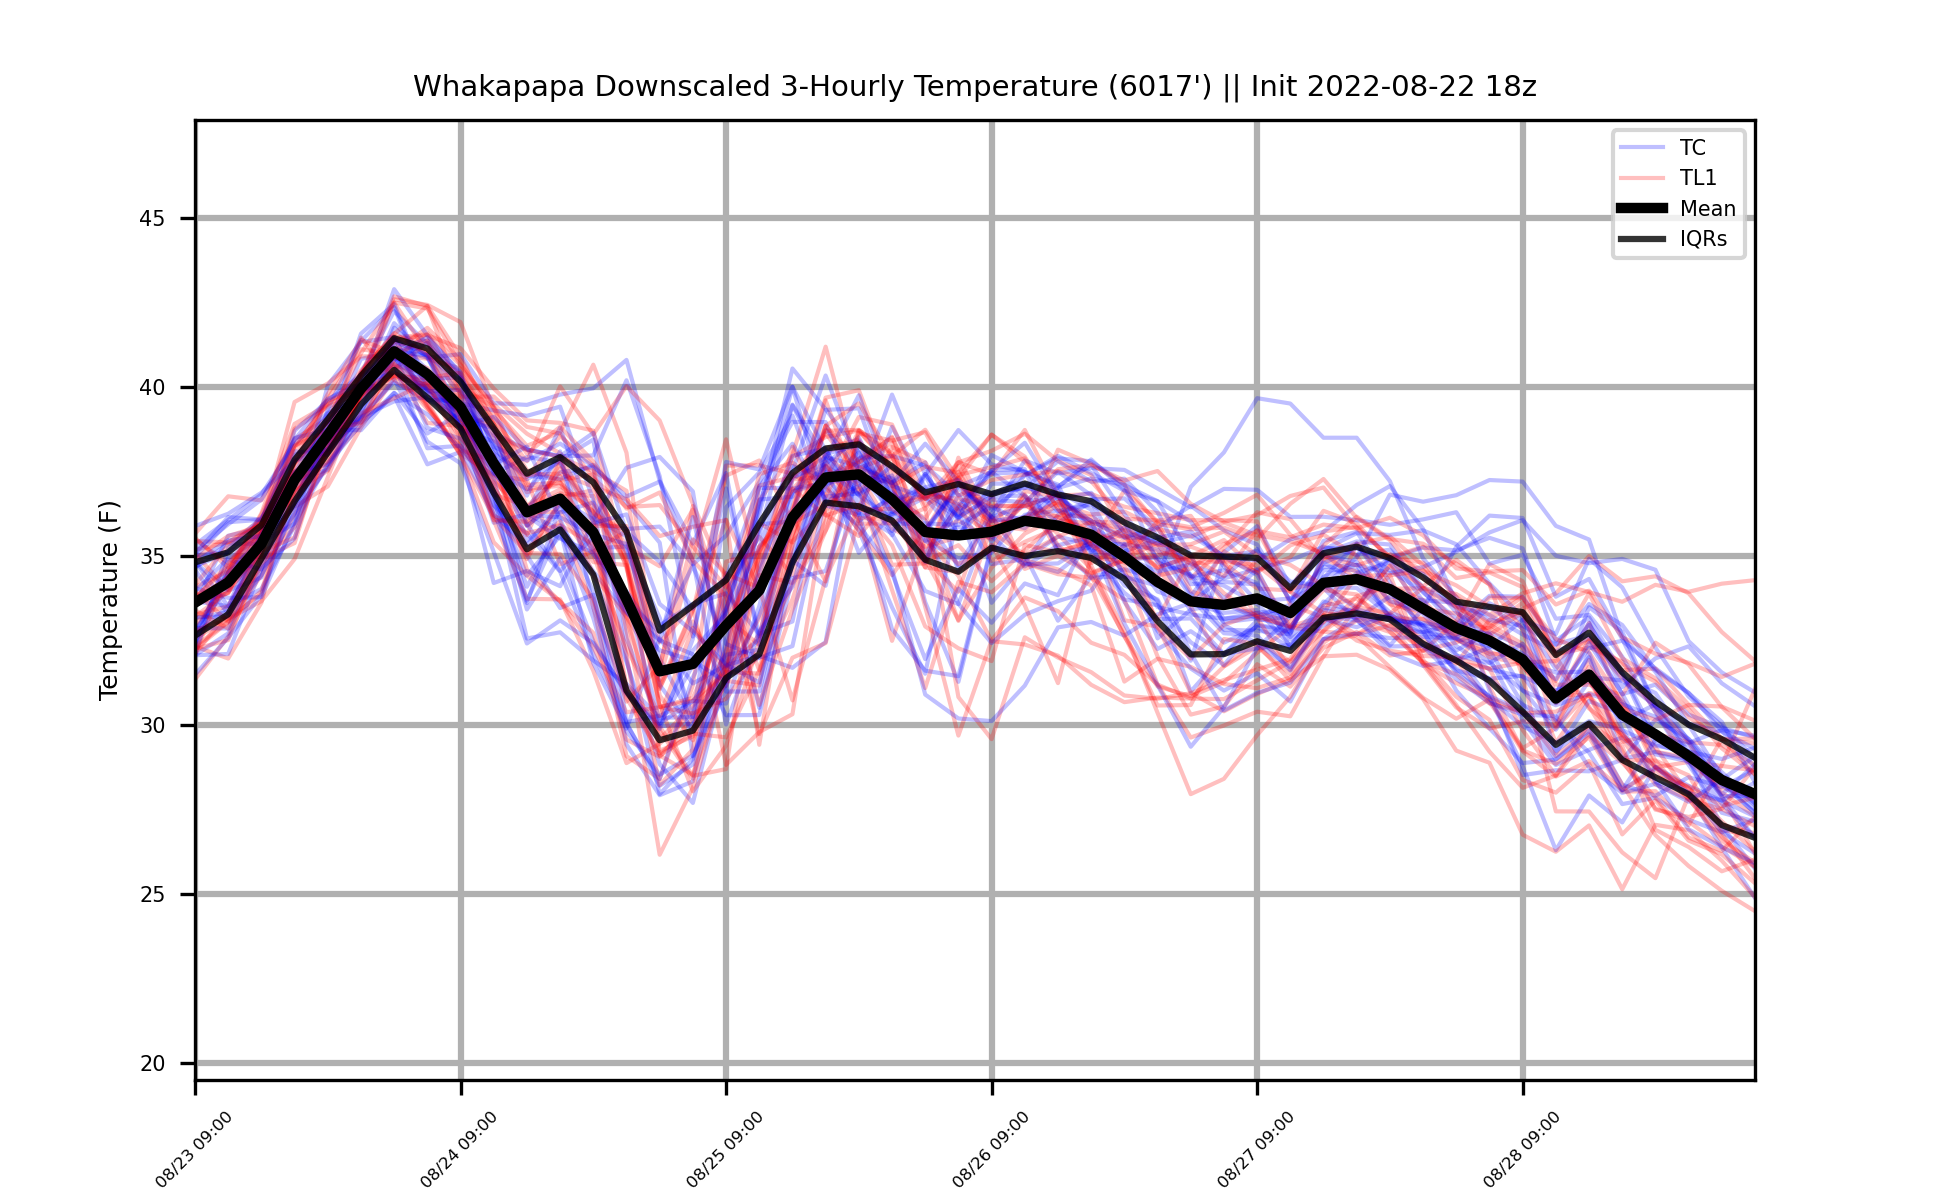 Whakapapa Downscaled 3-Hourly Temperature (6017') || Init 2022-08-22 18z
TC
TL1
Mean
IQRs
Temperature (F)
45
40
35
30
25
20
08/23 09:00
08/24 09:00
08/25 09:00
08/26 09:00
08/27 09:00
08/28 09:00